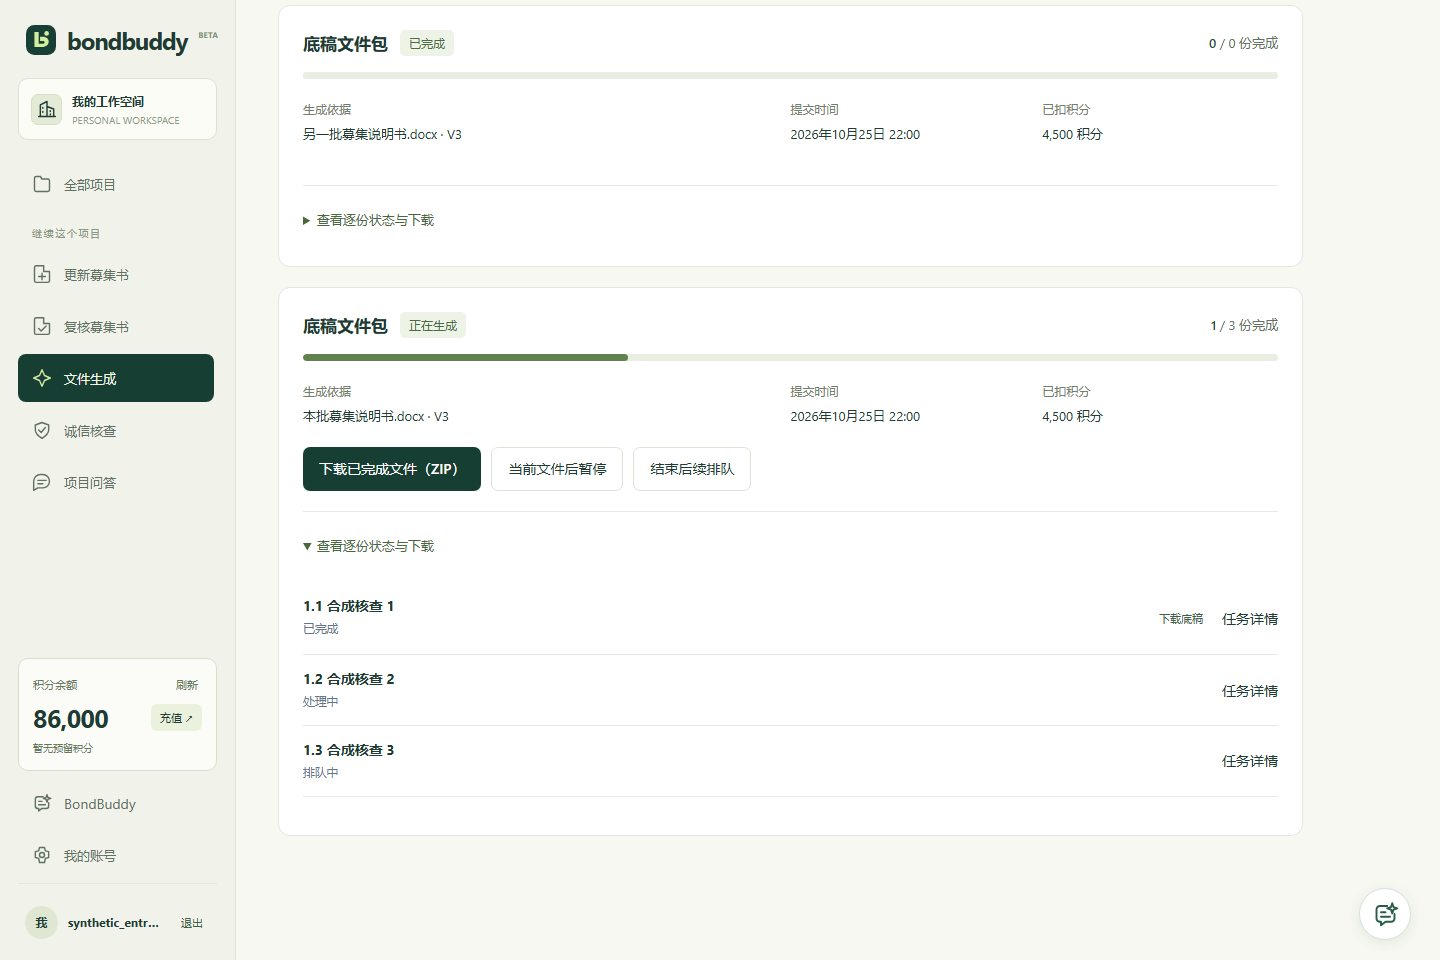 bondbuddy BETA
我的工作空间
PERSONAL WORKSPACE
全部项目
继续这个项目
更新募集书
复核募集书
文件生成
诚信核查
项目问答
积分余额 刷新
86,000 充值 ↗
暂无预留积分
BondBuddy
我的账号
我 synthetic_entr... 退出
底稿文件包 已完成 0 / 0 份完成
生成依据 提交时间 已扣积分
另一批募集说明书.docx · V3 2026年10月25日 22:00 4,500 积分
▶ 查看逐份状态与下载
底稿文件包 正在生成 1 / 3 份完成
生成依据 提交时间 已扣积分
本批募集说明书.docx · V3 2026年10月25日 22:00 4,500 积分
下载已完成文件（ZIP） 当前文件后暂停 结束后续排队
▼ 查看逐份状态与下载
1.1 合成核查 1
已完成
下载底稿 任务详情
1.2 合成核查 2
处理中
任务详情
1.3 合成核查 3
排队中
任务详情